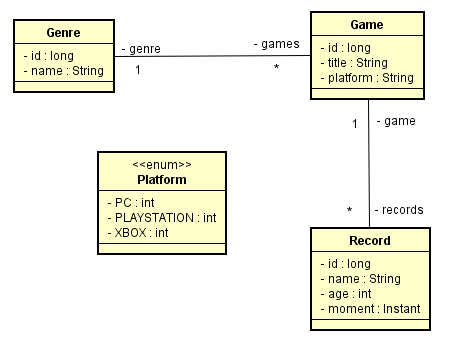 Genre
- id : long
- name : String
- genre
1
- games
*
Game
- id : long
- title : String
- platform : String
1
- game
*
- records
<<enum>>
Platform
- PC : int
- PLAYSTATION : int
- XBOX : int
Record
- id : long
- name : String
- age : int
- moment : Instant